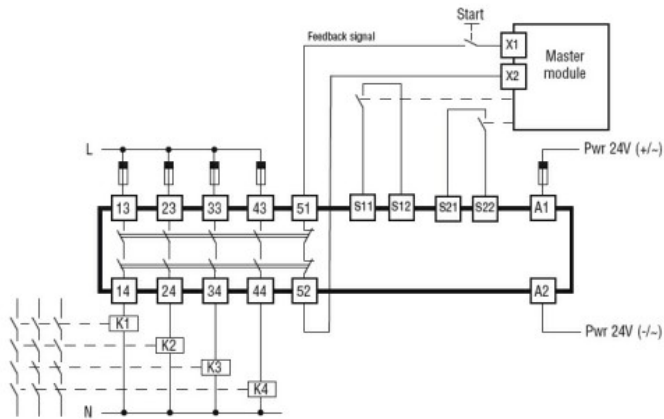 Start
Feedback signal
X1
Master
module
X2
L
Pwr 24V (+/~)
13 23 33 43 51 S11 S12 S21 S22 A1
14 24 34 44 52 A2
K1
K2
Pwr 24V (-/~)
K3
K4
N